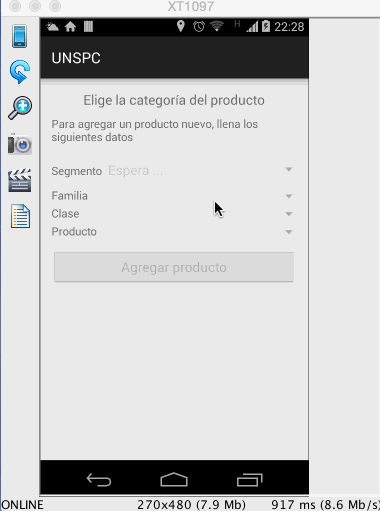 XT1097
H 22:28
UNSPC
Elige la categoría del producto
Para agregar un producto nuevo, llena los
siguientes datos
Segmento Espera ...
Familia
Clase
Producto
Agregar producto
ONLINE 270x480 (7.9 Mb) 917 ms (8.6 Mb/s)